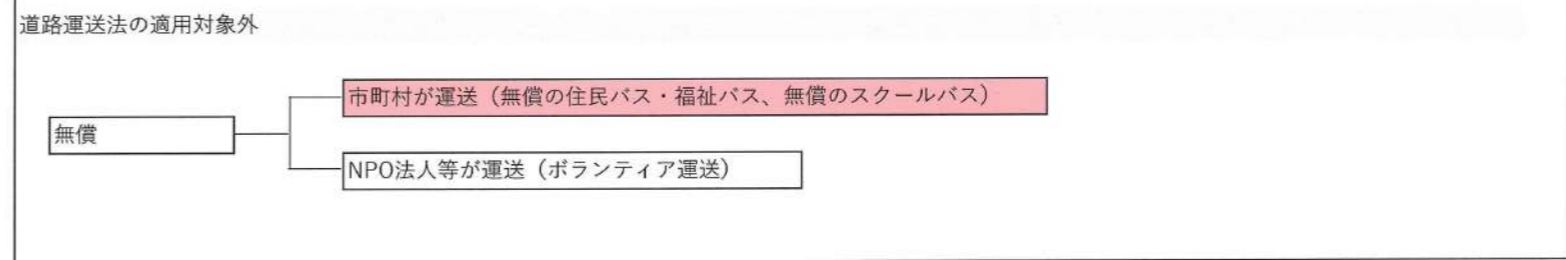 道路運送法の適用対象外
市町村が運送（無償の住民バス・福祉バス、無償のスクールバス）
無償
NPO法人等が運送（ボランティア運送）